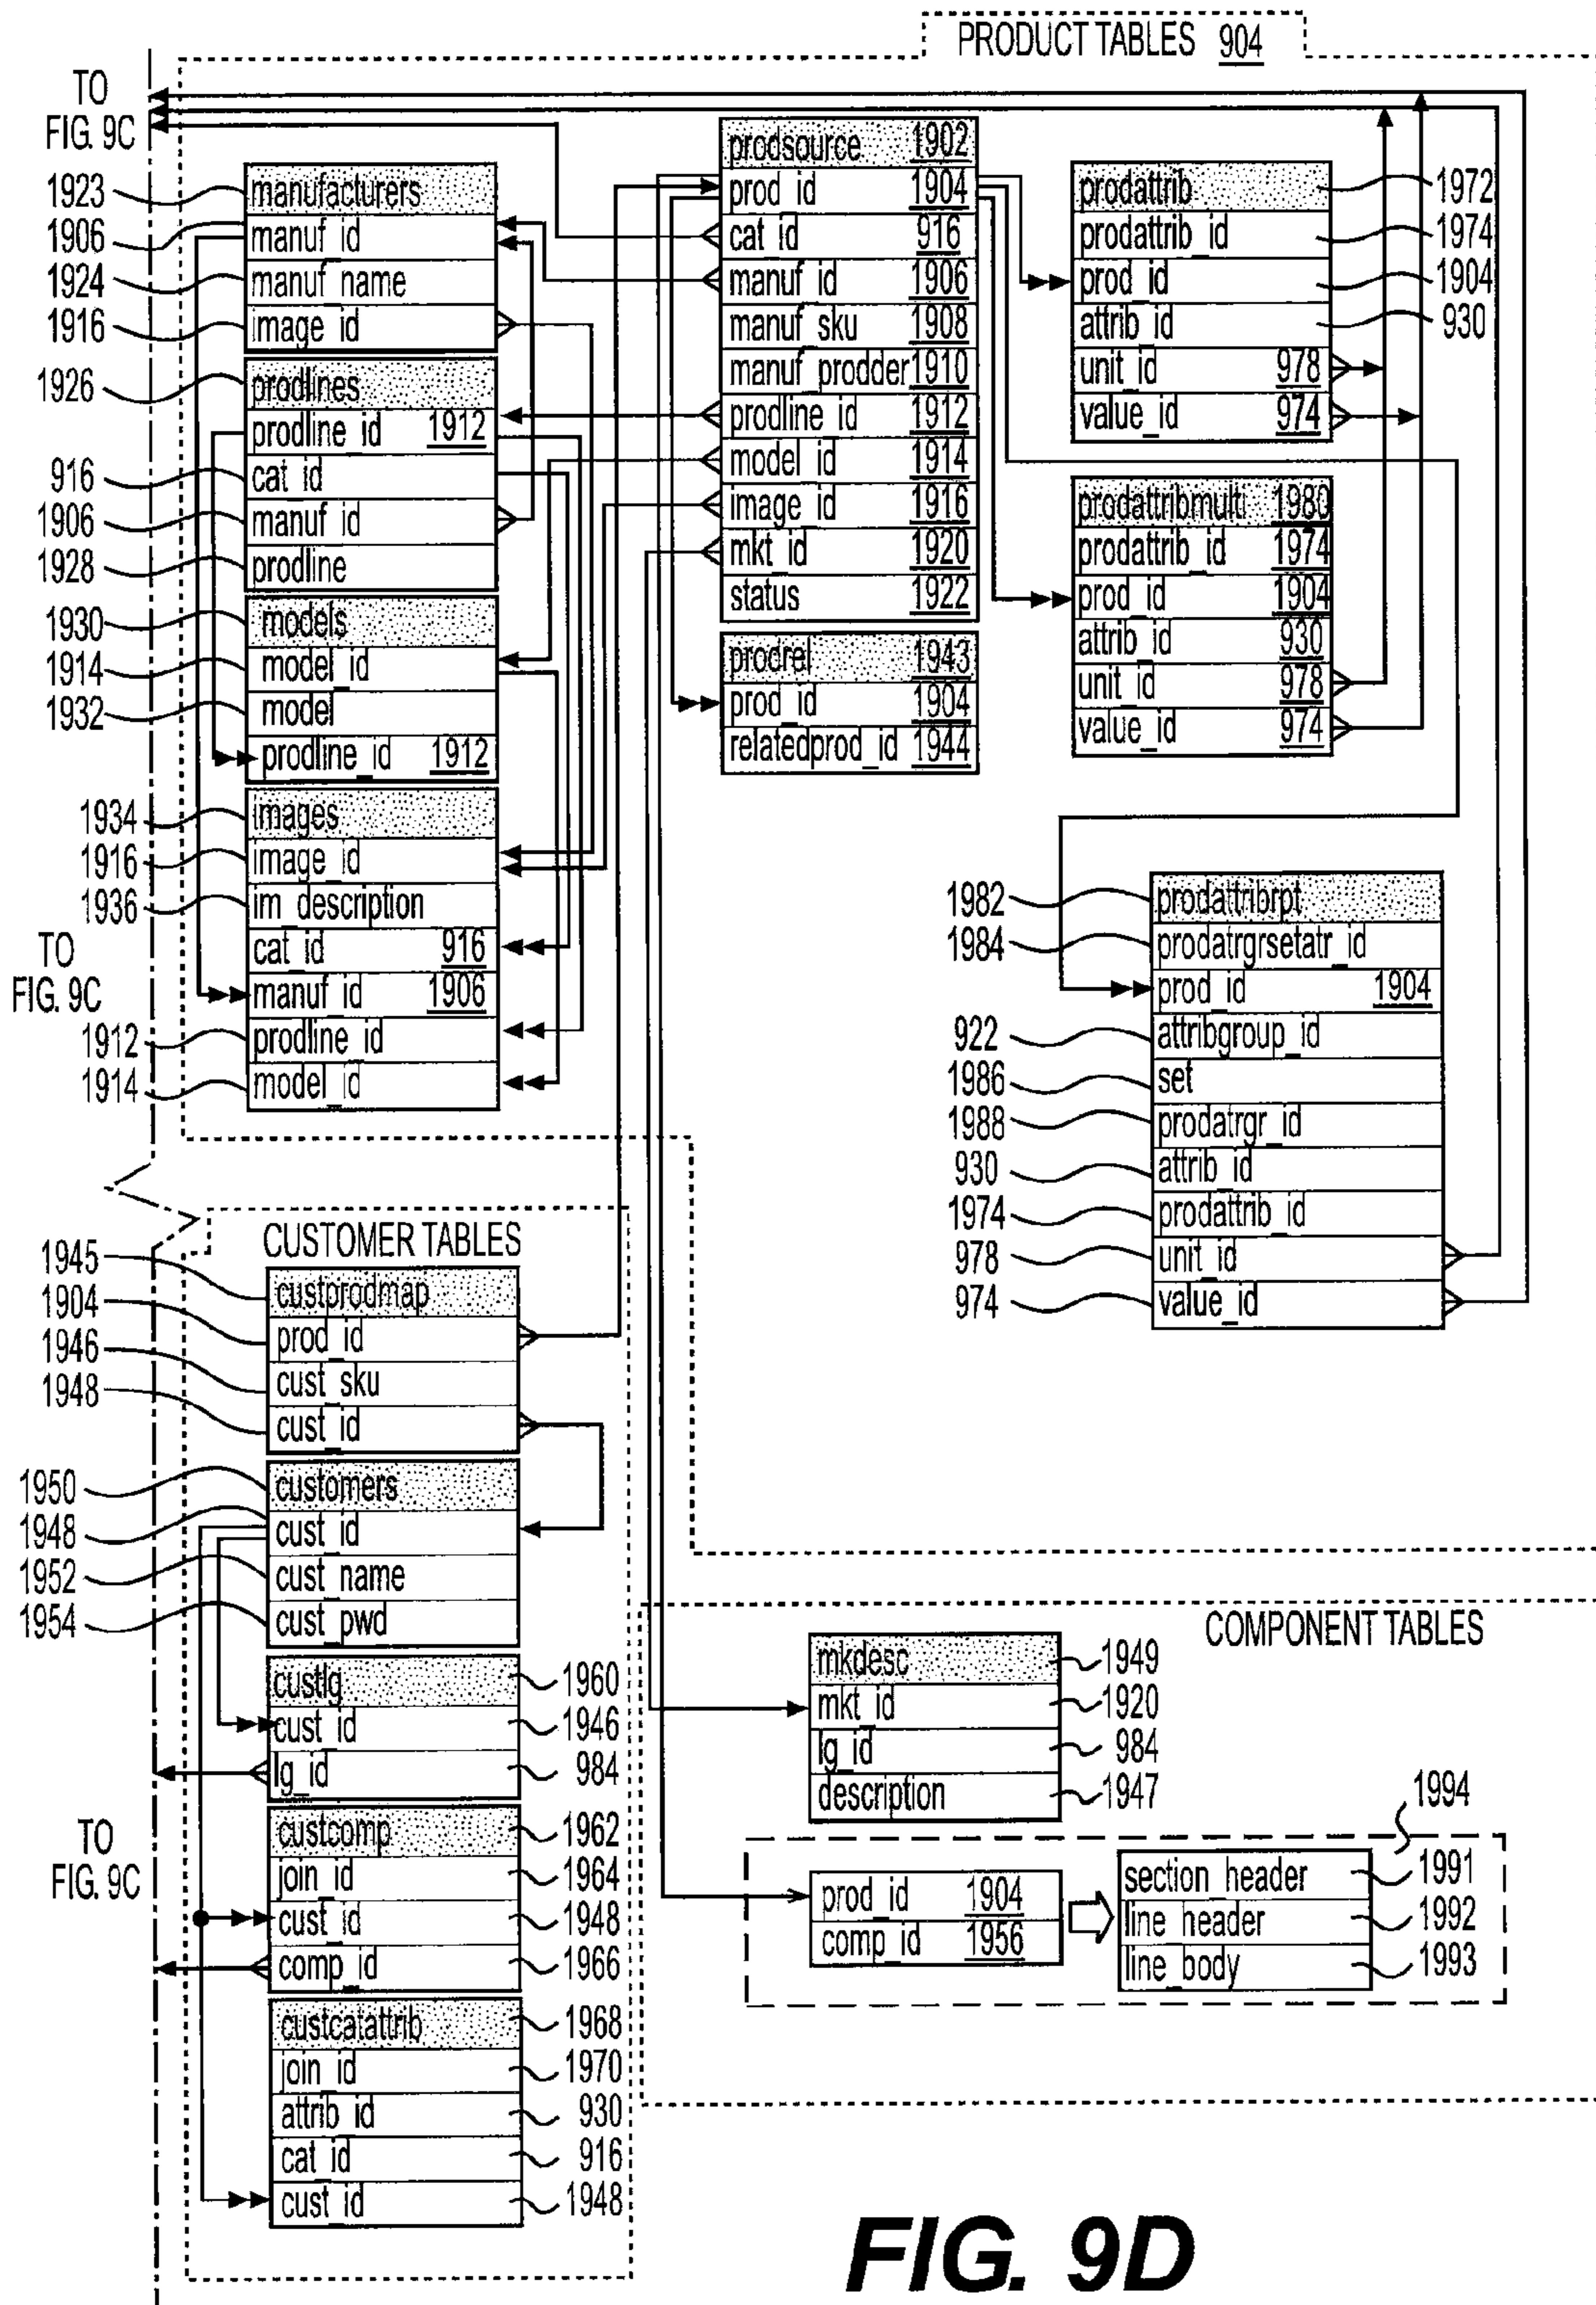 PRODUCT TABLES 904
TO
FIG. 9C
1923 manufacturers
1906 manuf_id
1924 manuf_name
1916 image_id
1926 prodlines
prodline_id 1912
916 cat_id
1906 manuf_id
1928 prodline
1930 models
1914 model_id
1932 model
prodline_id 1912
1934 images
1916 image_id
1936 im_description
cat_id 916
TO
FIG. 9C
manuf_id 1906
1912 prodline_id
1914 model_id
prodsource 1902
prod_id 1904
cat_id 916
manuf_id 1906
manuf_sku 1908
manuf_prodder 1910
prodline_id 1912
model_id 1914
image_id 1916
mkt_id 1920
status 1922
prodrel 1943
prod_id 1904
relatedprod_id 1944
prodattrib 1972
prodattrib_id 1974
prod_id 1904
attrib_id 930
unit_id 978
value_id 974
prodattribmulti 1980
prodattrib_id 1974
prod_id 1904
attrib_id 930
unit_id 978
value_id 974
1982 prodattribrpt
1984 prodatrgrsetatr_id
prod_id 1904
922 attribgroup_id
1986 set
1988 prodatrgr_id
930 attrib_id
1974 prodattrib_id
978 unit_id
974 value_id
CUSTOMER TABLES
1945 custprodmap
1904 prod_id
1946 cust_sku
1948 cust_id
1950 customers
1948 cust_id
1952 cust_name
1954 cust_pwd
custlg 1960
cust_id 1946
lg_id 984
TO
FIG. 9C
custcomp 1962
join_id 1964
cust_id 1948
comp_id 1966
custcatattrib 1968
join_id 1970
attrib_id 930
cat_id 916
cust_id 1948
COMPONENT TABLES
mkdesc 1949
mkt_id 1920
lg_id 984
description 1947
1994
prod_id 1904
comp_id 1956
section_header 1991
line_header 1992
line_body 1993
FIG. 9D